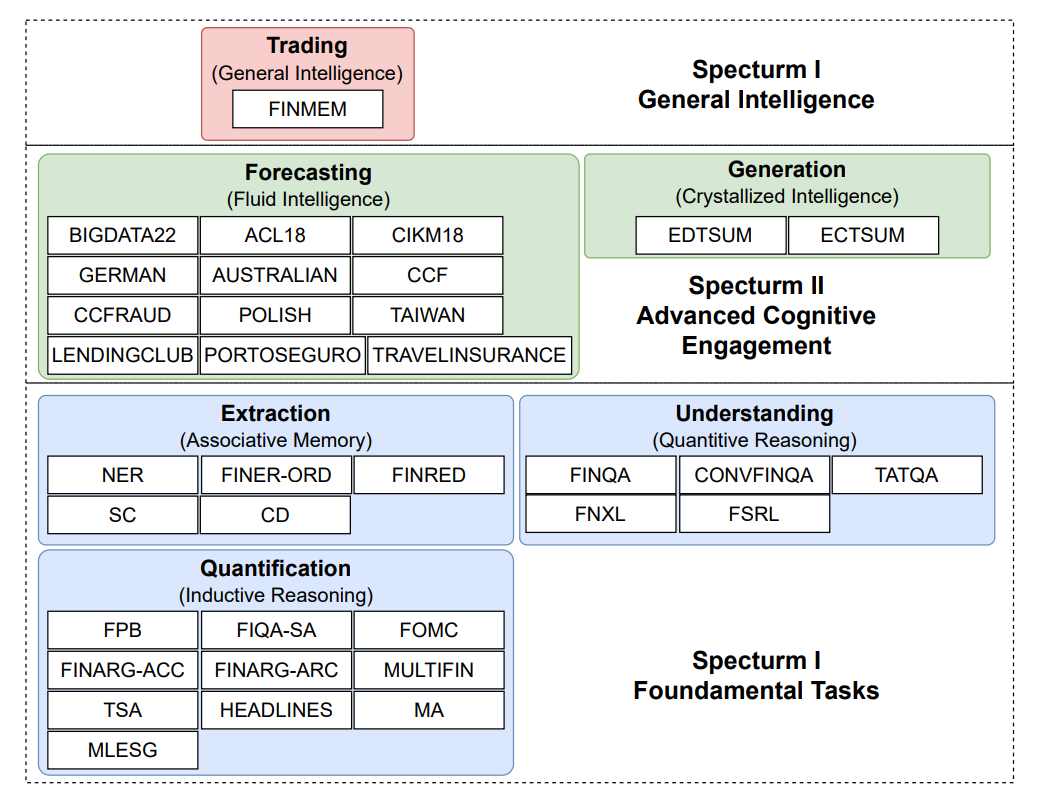 Trading
(General Intelligence)
FINMEM
Specturm I
General Intelligence
Forecasting
(Fluid Intelligence)
BIGDATA22 ACL18 CIKM18
GERMAN AUSTRALIAN CCF
CCFRAUD POLISH TAIWAN
LENDINGCLUB PORTOSEGURO TRAVELINSURANCE
Generation
(Crystallized Intelligence)
EDTSUM ECTSUM
Specturm II
Advanced Cognitive
Engagement
Extraction
(Associative Memory)
NER FINER-ORD FINRED
SC CD
Understanding
(Quantitive Reasoning)
FINQA CONVFINQA TATQA
FNXL FSRL
Quantification
(Inductive Reasoning)
FPB FIQA-SA FOMC
FINARG-ACC FINARG-ARC MULTIFIN
TSA HEADLINES MA
MLESG
Specturm I
Foundamental Tasks